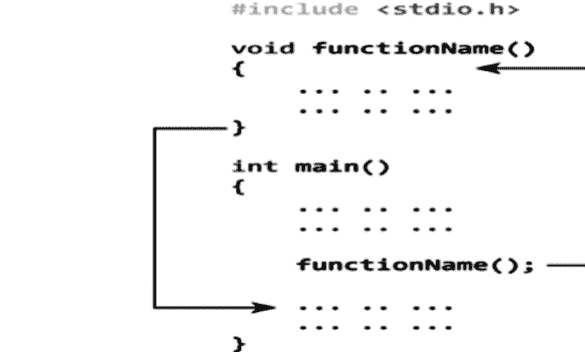 #include <stdio.h>
void functionName()
{
... .. ...
... .. ...
}
int main()
{
... .. ...
... .. ...
functionName();
... .. ...
... .. ...
}